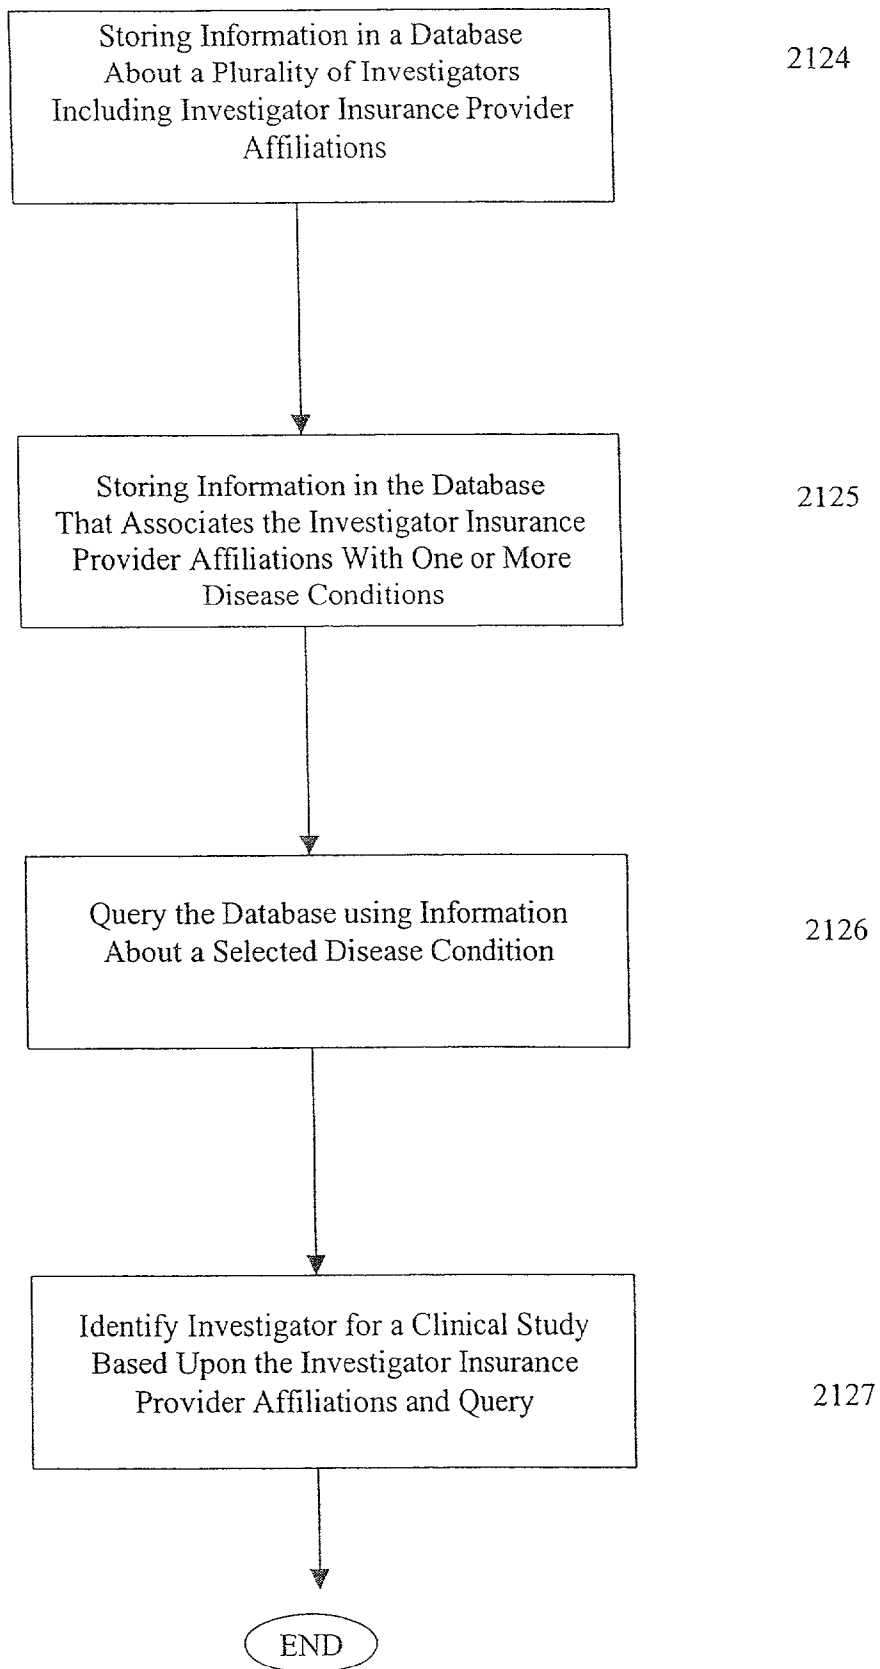 Storing Information in a Database
About a Plurality of Investigators
Including Investigator Insurance Provider
Affiliations
2124
Storing Information in the Database
That Associates the Investigator Insurance
Provider Affiliations With One or More
Disease Conditions
2125
Query the Database using Information
About a Selected Disease Condition
2126
Identify Investigator for a Clinical Study
Based Upon the Investigator Insurance
Provider Affiliations and Query
2127
END